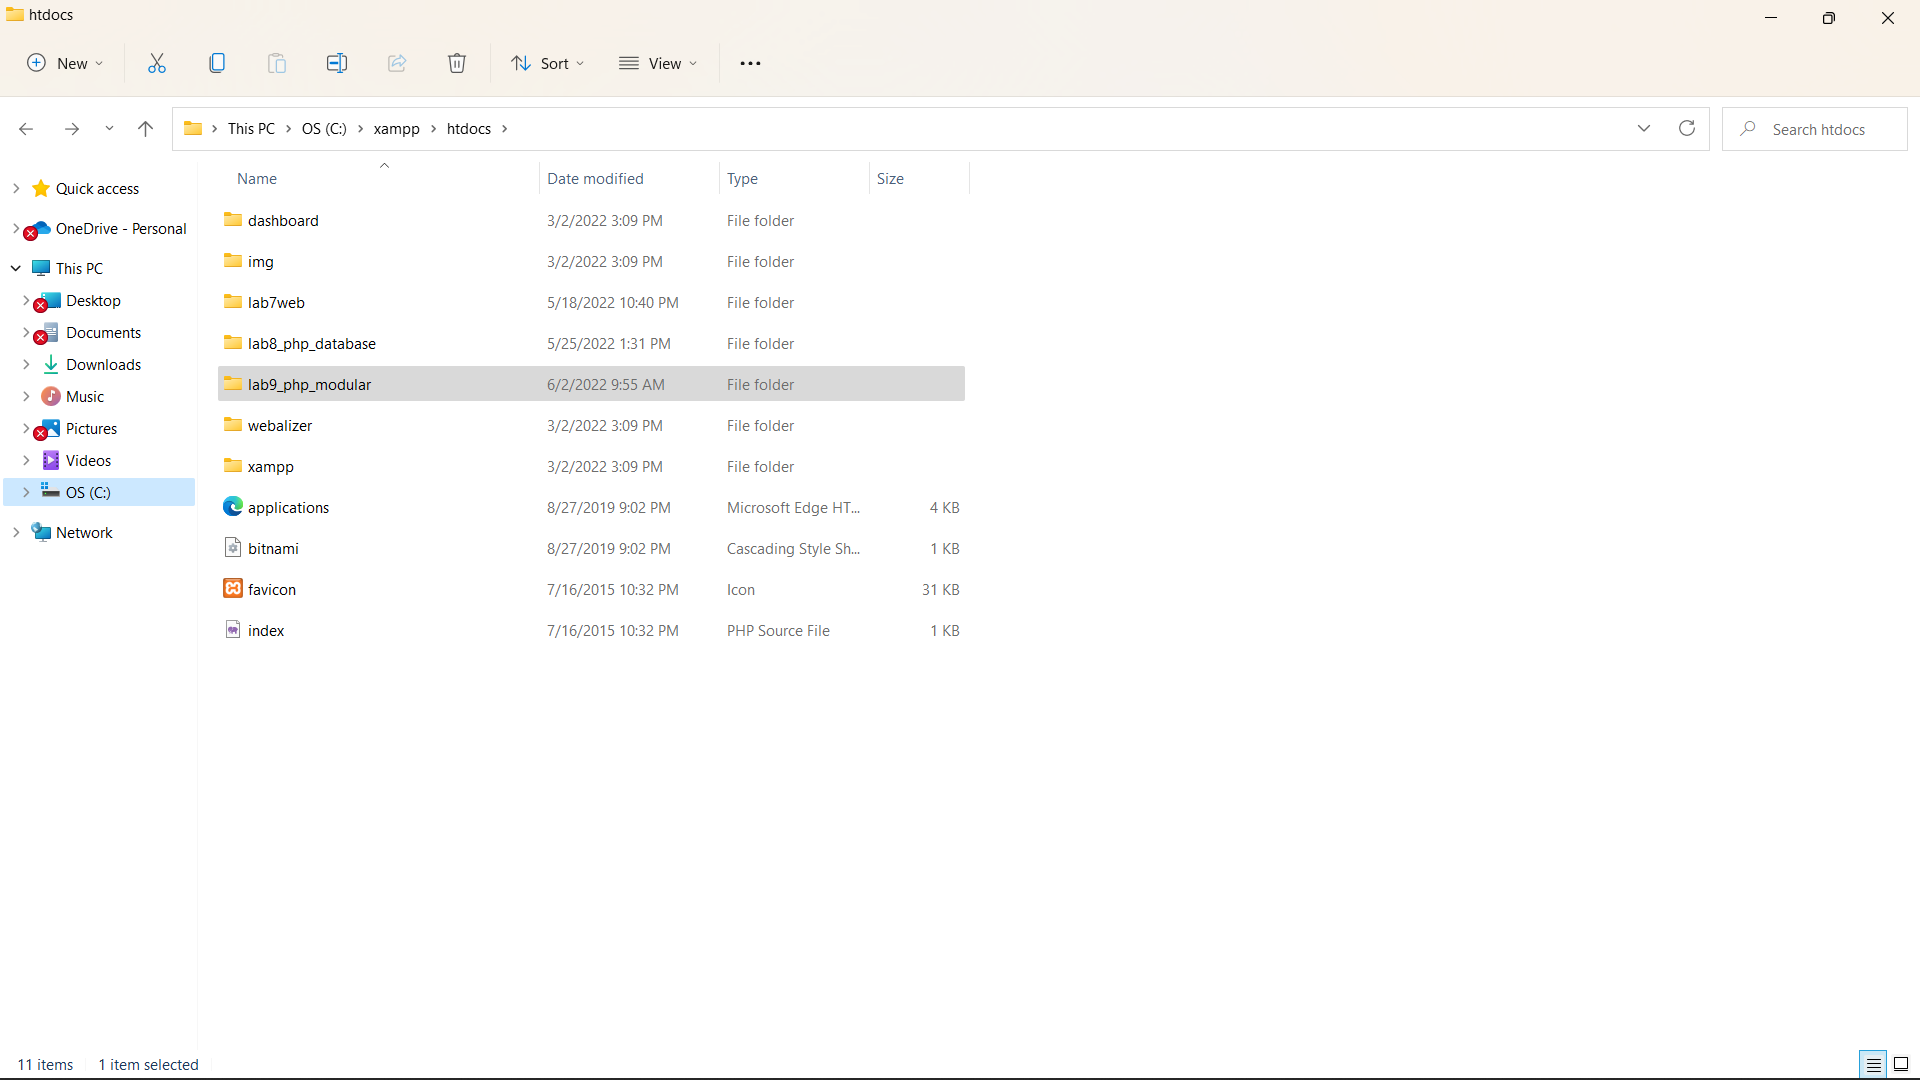 htdocs
New Sort View
This PC OS (C:) xampp htdocs Search htdocs
Name Date modified Type Size
Quick access
OneDrive - Personal
This PC
Desktop
Documents
Downloads
Music
Pictures
Videos
OS (C:)
Network
dashboard 3/2/2022 3:09 PM File folder
img 3/2/2022 3:09 PM File folder
lab7web 5/18/2022 10:40 PM File folder
lab8_php_database 5/25/2022 1:31 PM File folder
lab9_php_modular 6/2/2022 9:55 AM File folder
webalizer 3/2/2022 3:09 PM File folder
xampp 3/2/2022 3:09 PM File folder
applications 8/27/2019 9:02 PM Microsoft Edge HT... 4 KB
bitnami 8/27/2019 9:02 PM Cascading Style Sh... 1 KB
favicon 7/16/2015 10:32 PM Icon 31 KB
index 7/16/2015 10:32 PM PHP Source File 1 KB
11 items 1 item selected